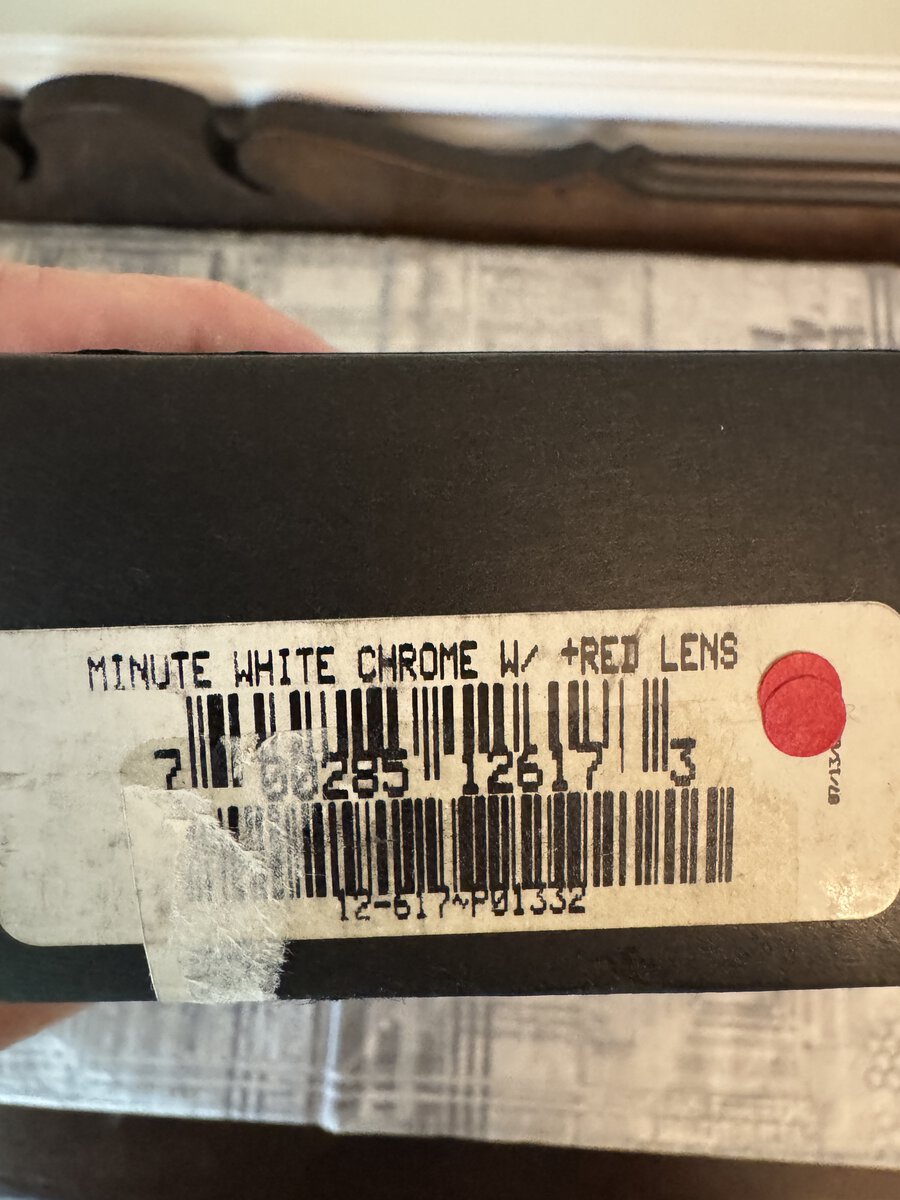 MINUTE WHITE CHROME W/ +RED LENS
7 00285 12617 3
12-617~P01332